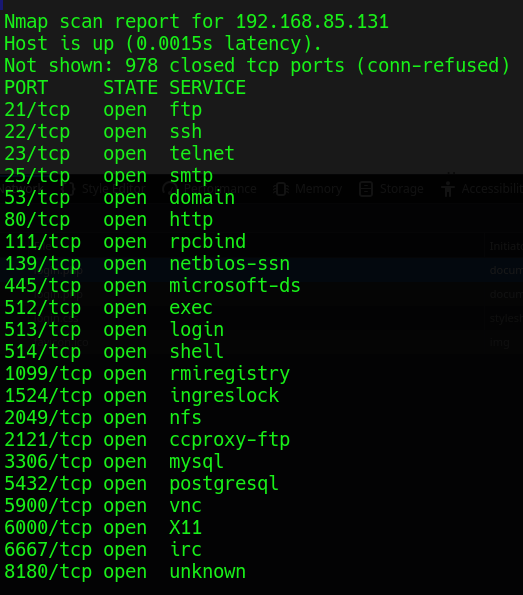 Nmap scan report for 192.168.85.131
Host is up (0.0015s latency).
Not shown: 978 closed tcp ports (conn-refused)
PORT     STATE SERVICE
21/tcp   open  ftp
22/tcp   open  ssh
23/tcp   open  telnet
25/tcp   open  smtp
Memory Storage
53/tcp   open  domain
80/tcp   open  http
111/tcp  open  rpcbind
139/tcp  open  netbios-ssn
445/tcp  open  microsoft-ds
512/tcp  open  exec
513/tcp  open  login
514/tcp  open  shell
1099/tcp open  rmiregistry
1524/tcp open  ingreslock
2049/tcp open  nfs
2121/tcp open  ccproxy-ftp
3306/tcp open  mysql
5432/tcp open  postgresql
5900/tcp open  vnc
6000/tcp open  X11
6667/tcp open  irc
8180/tcp open  unknown